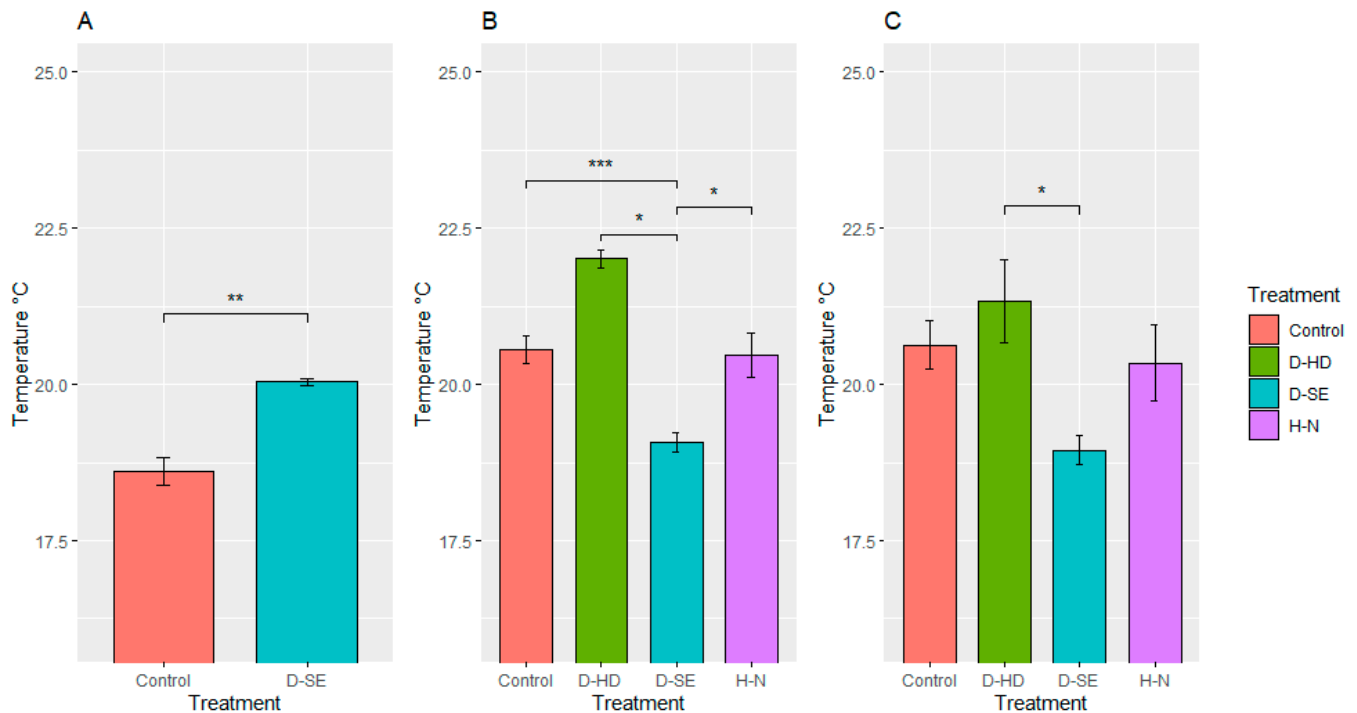 A
Temperature °C
25.0
22.5
20.0
17.5
**
Control D-SE
Treatment
B
Temperature °C
25.0
22.5
20.0
17.5
***
*
*
Control D-HD D-SE H-N
Treatment
C
Temperature °C
25.0
22.5
20.0
17.5
*
Control D-HD D-SE H-N
Treatment
Treatment
Control
D-HD
D-SE
H-N